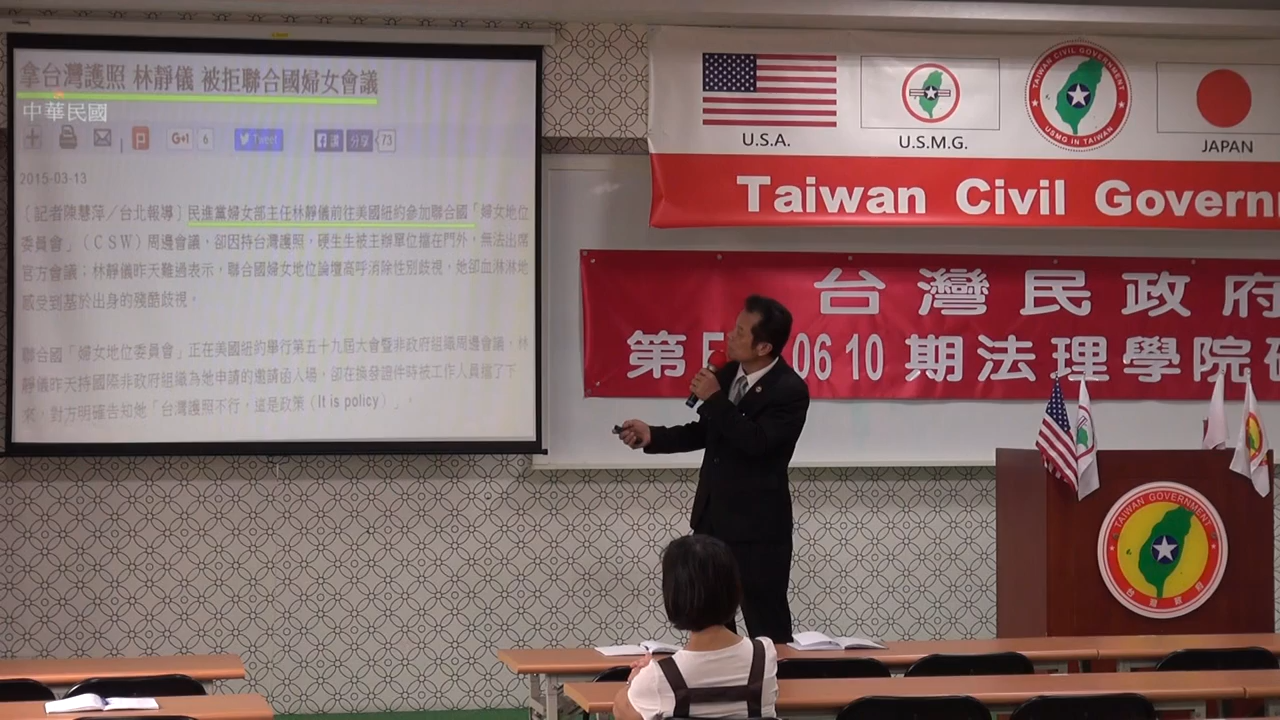 拿台灣護照 林靜儀 被拒聯合國婦女會議
中華民國
G+1 6 Tweet 讚 分享 73
2015-03-13
〔記者陳慧萍/台北報導〕民進黨婦女部主任林靜儀前往美國紐約參加聯合國「婦女地位
委員會」(CSW)周邊會議,卻因持台灣護照,硬生生被主辦單位擋在門外,無法出席
官方會議;林靜儀昨天難過表示,聯合國婦女地位論壇高呼消除性別歧視,她卻血淋淋地
感受到基於出身的殘酷歧視。
聯合國「婦女地位委員會」正在美國紐約舉行第五十九屆大會暨非政府組織周邊會議,林
靜儀昨天持國際非政府組織為她申請的邀請函入場,卻在換發證件時被工作人員擋了下
來,對方明確告知她「台灣護照不行,這是政策(It is policy)」。
U.S.A.
U.S.M.G.
TAIWAN CIVIL GOVERNMENT
USMG IN TAIWAN
JAPAN
Taiwan Civil Govern
台灣民政府
第 06 10 期法理學院
TAIWAN GOVERNMENT
台灣政府